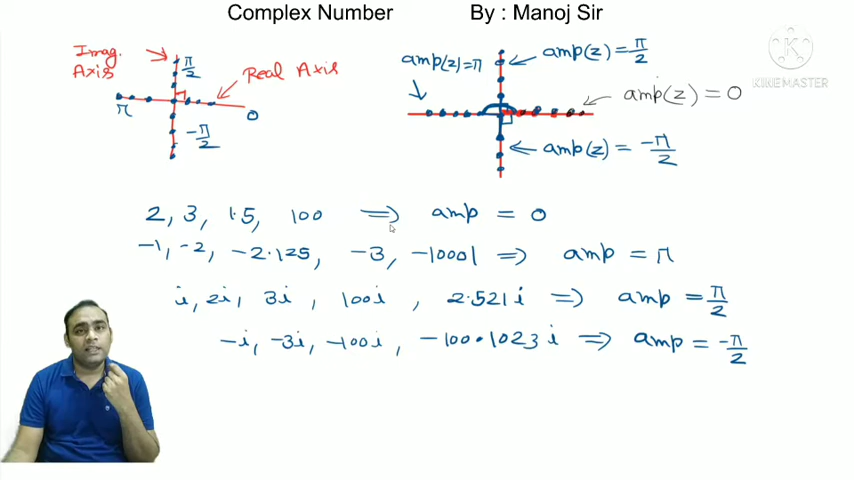 Complex Number By : Manoj Sir
Imag.
Axis
π/2
Real Axis
π
0
-π/2
amp(z)=π
amp(z)=π/2
amp(z)=0
amp(z)=-π/2
K
KINEMASTER
2, 3, 1.5, 100 ⇒ amp = 0
-1, -2, -2.125, -3, -10001 ⇒ amp = π
i, 2i, 3i, 100i, 2.521i ⇒ amp = π/2
-i, -3i, -100i, -100.1023i ⇒ amp = -π/2